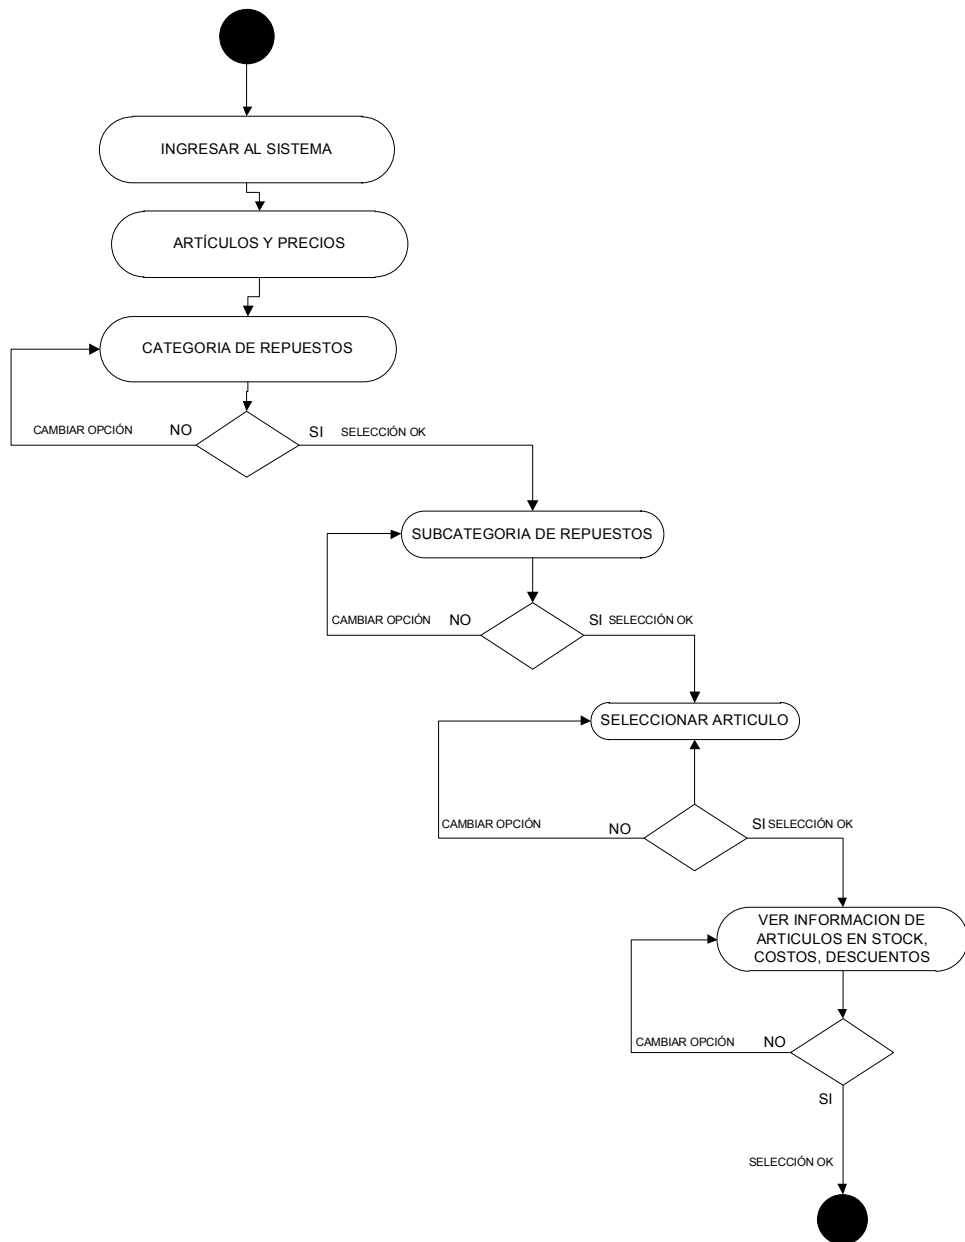 INGRESAR AL SISTEMA
ARTÍCULOS Y PRECIOS
CATEGORIA DE REPUESTOS
CAMBIAR OPCIÓN
NO
SI
SELECCIÓN OK
SUBCATEGORIA DE REPUESTOS
CAMBIAR OPCIÓN
NO
SI
SELECCIÓN OK
SELECCIONAR ARTICULO
CAMBIAR OPCIÓN
NO
SI
SELECCIÓN OK
VER INFORMACION DE
ARTICULOS EN STOCK,
COSTOS, DESCUENTOS
CAMBIAR OPCIÓN
NO
SI
SELECCIÓN OK